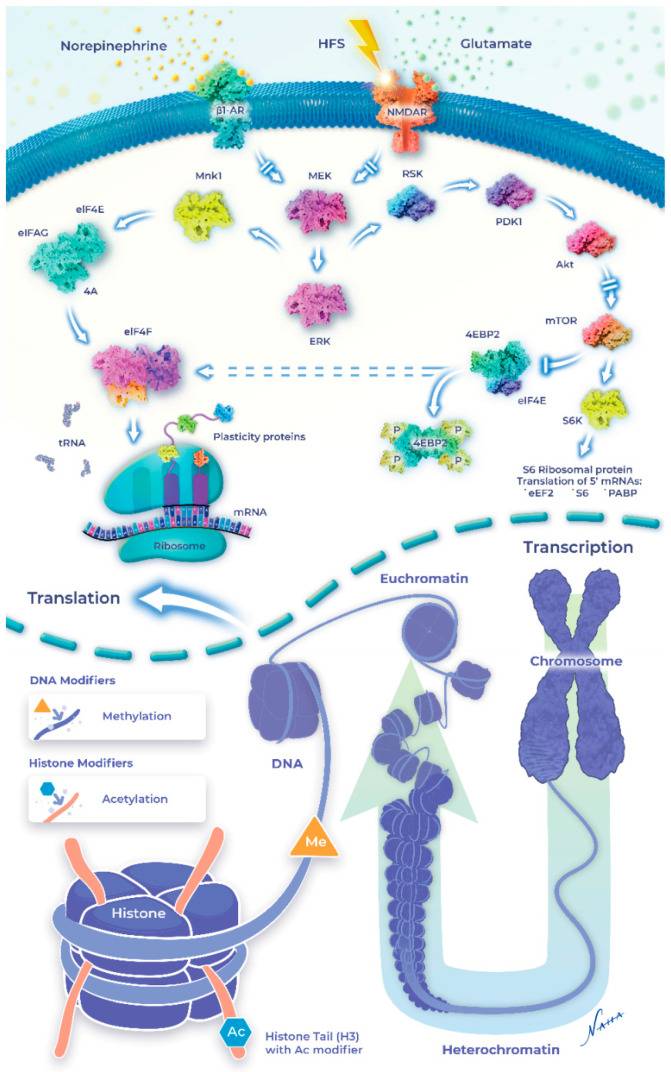 Norepinephrine
HFS
Glutamate
β1-AR
NMDAR
Mnk1
MEK
RSK
PDK1
eIF4E
eIFAG
4A
Akt
ERK
eIF4F
4EBP2
mTOR
eIF4E
S6K
P
P
4EBP2
P
P
tRNA
Plasticity proteins
mRNA
Ribosome
S6 Ribosomal protein
Translation of 5' mRNAs:
*eEF2 *S6 *PABP
Transcription
Translation
Euchromatin
Chromosome
DNA Modifiers
Methylation
DNA
Histone Modifiers
Acetylation
Me
Histone
Ac
Histone Tail (H3)
with Ac modifier
Heterochromatin
NAHA